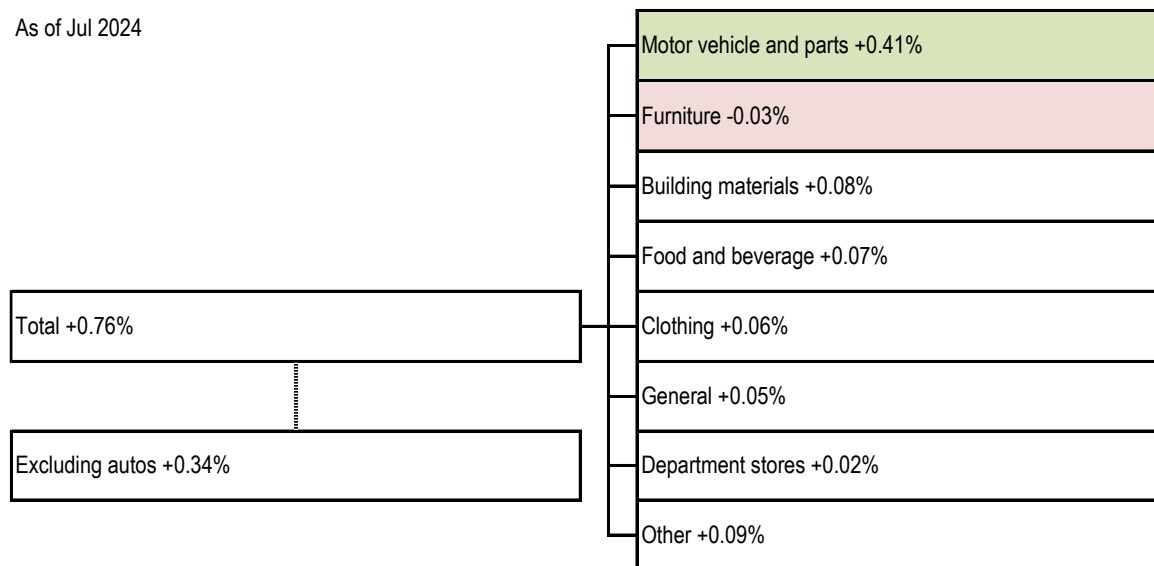 As of Jul 2024
Motor vehicle and parts +0.41%
Furniture -0.03%
Building materials +0.08%
Food and beverage +0.07%
Total +0.76%
Clothing +0.06%
General +0.05%
Excluding autos +0.34%
Department stores +0.02%
Other +0.09%